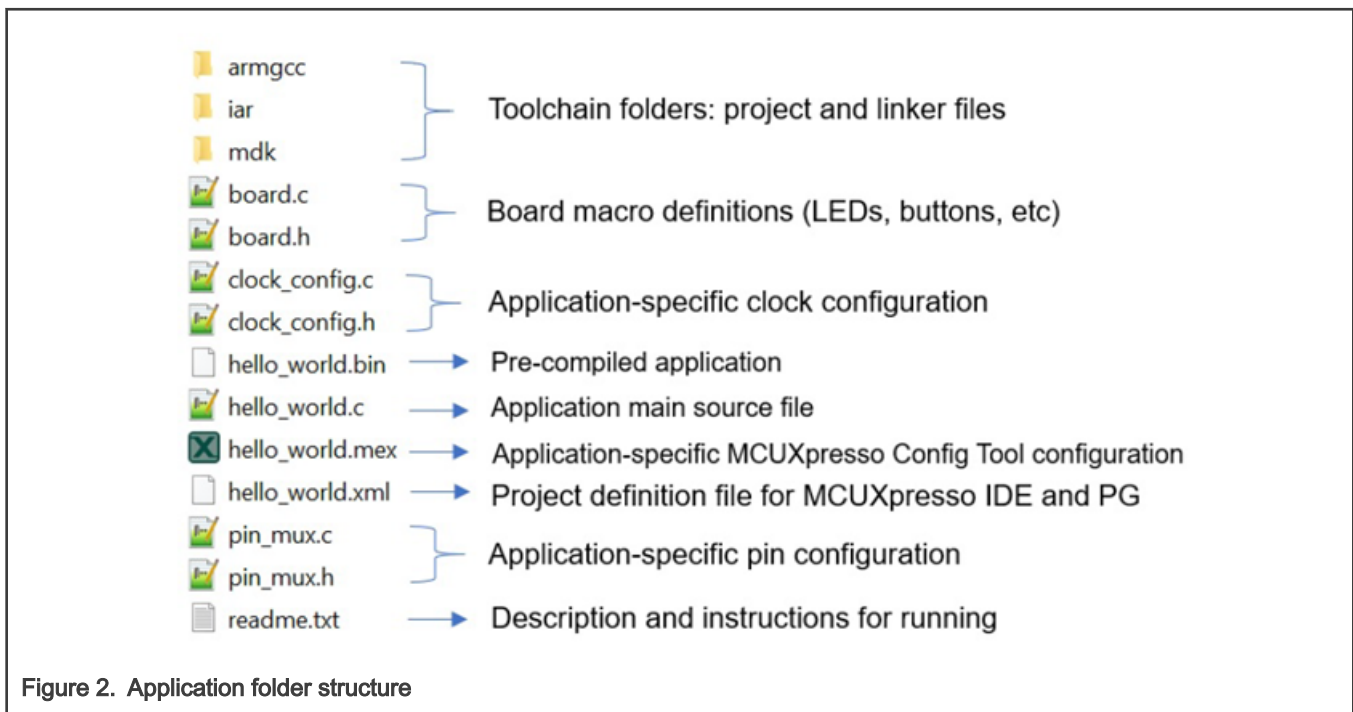 armgcc
iar
mdk
Toolchain folders: project and linker files
board.c
board.h
Board macro definitions (LEDs, buttons, etc)
clock_config.c
clock_config.h
Application-specific clock configuration
hello_world.bin Pre-compiled application
hello_world.c Application main source file
hello_world.mex Application-specific MCUXpresso Config Tool configuration
hello_world.xml Project definition file for MCUXpresso IDE and PG
pin_mux.c
pin_mux.h
Application-specific pin configuration
readme.txt Description and instructions for running
Figure 2. Application folder structure